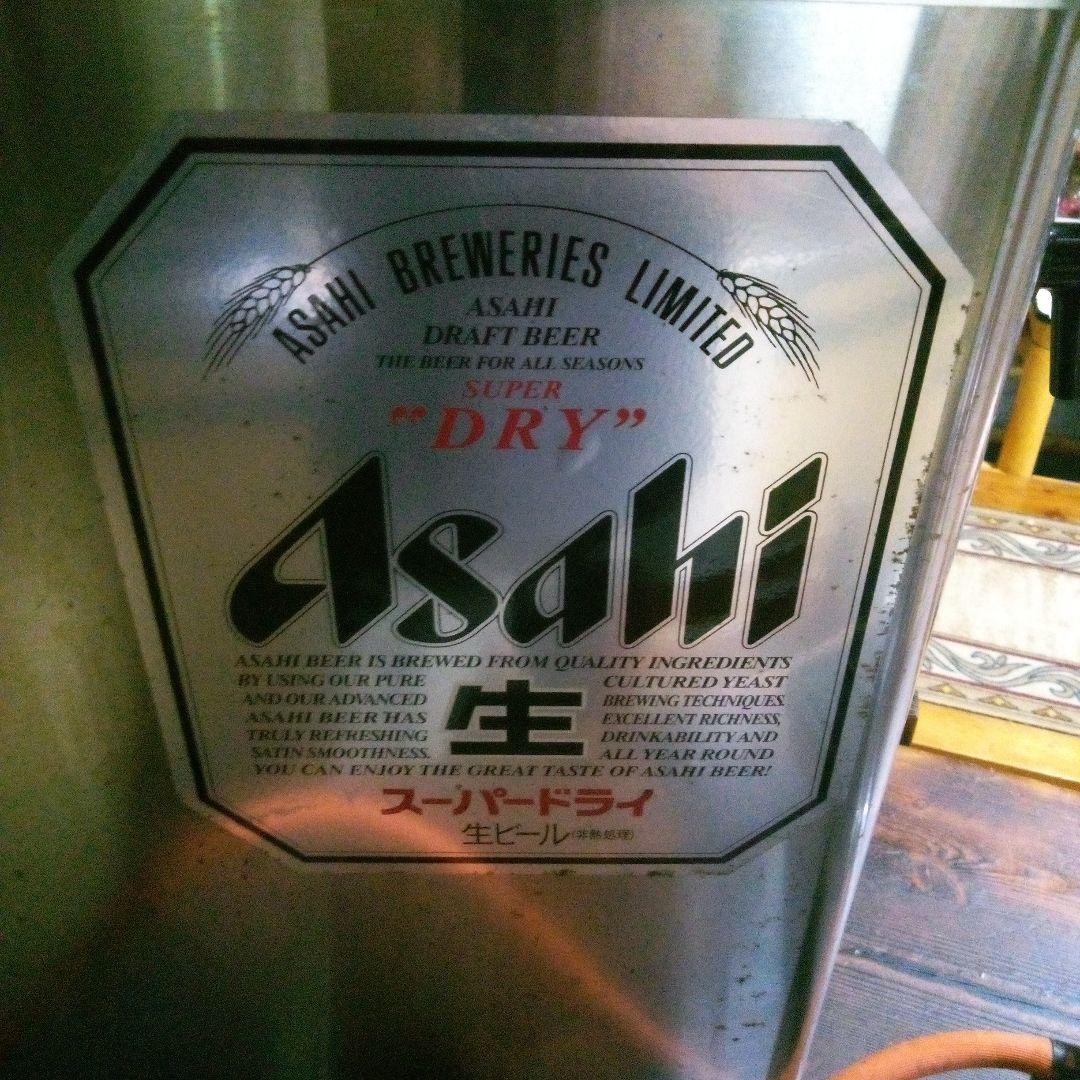 ASAHI BREWERIES LIMITED
ASAHI
DRAFT BEER
THE BEER FOR ALL SEASONS
SUPER
"DRY"
Asahi
ASAHI BEER IS BREWED FROM QUALITY INGREDIENTS
BY USING OUR PURE CULTURED YEAST
AND OUR ADVANCED BREWING TECHNIQUES.
ASAHI BEER HAS EXCELLENT RICHNESS,
TRULY REFRESHING DRINKABILITY AND
SATIN SMOOTHNESS. ALL YEAR ROUND
生
YOU CAN ENJOY THE GREAT TASTE OF ASAHI BEER!
スーパードライ
生ビール(非熱処理)